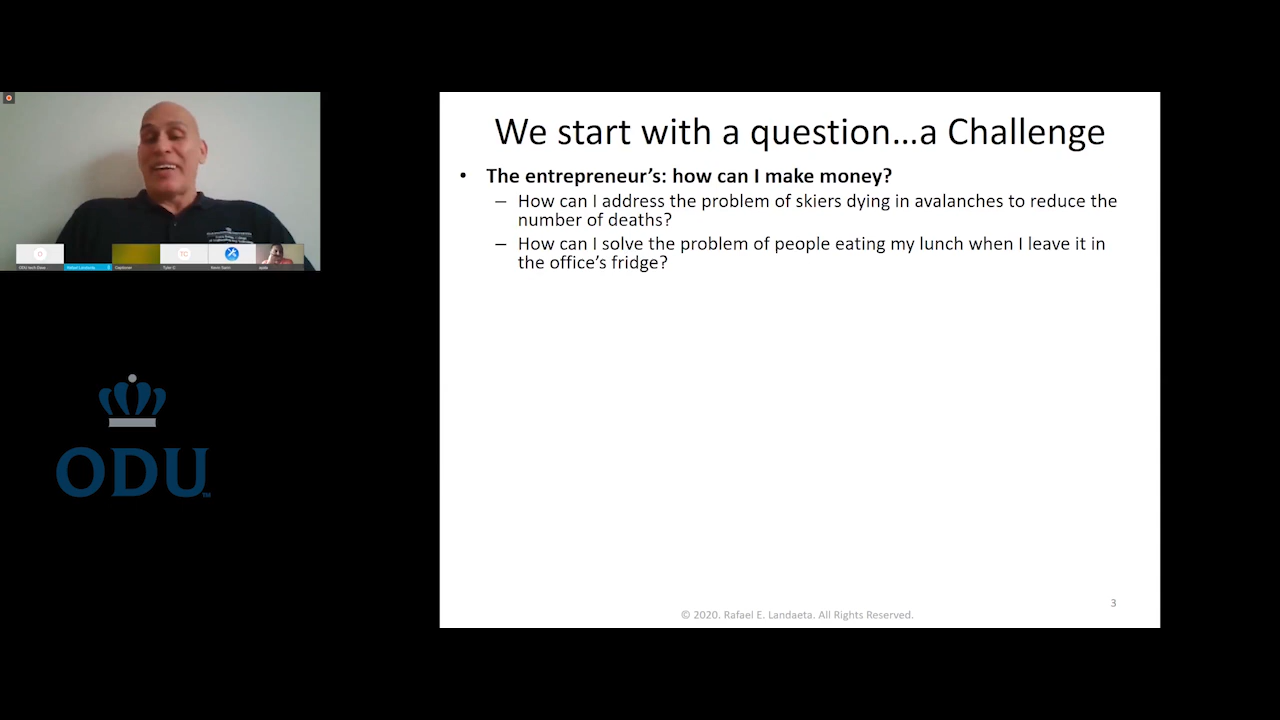 We start with a question...a Challenge
• The entrepreneur's: how can I make money?
– How can I address the problem of skiers dying in avalanches to reduce the
number of deaths?
– How can I solve the problem of people eating my lunch when I leave it in
the office's fridge?
3
© 2020. Rafael E. Landaeta. All Rights Reserved.
TC
ODU
TM